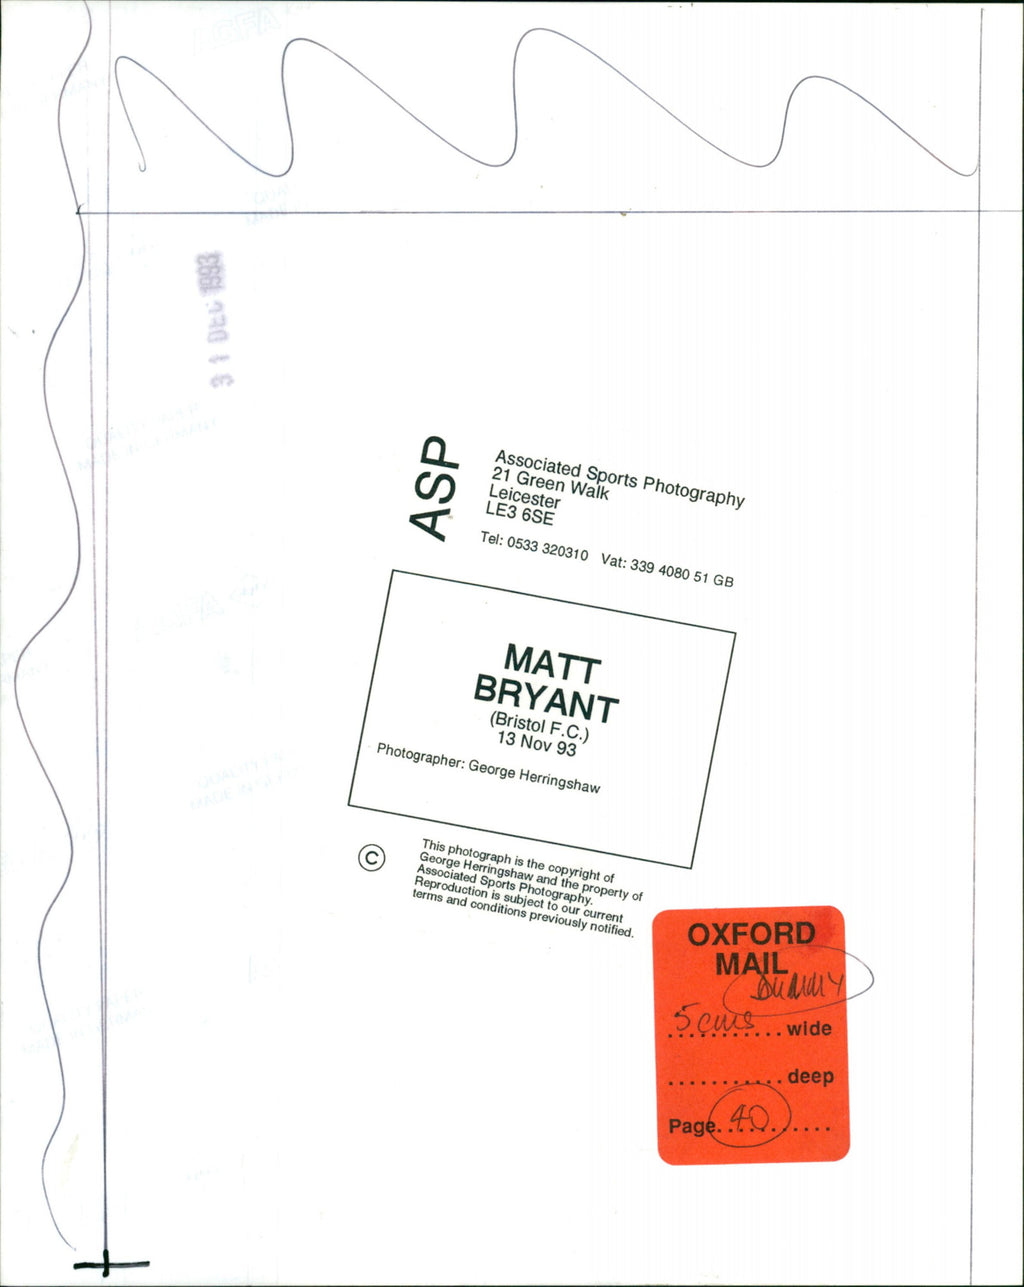 AGFA
31 DEC 1993
ASP
Associated Sports Photography
21 Green Walk
Leicester
LE3 6SE
Tel: 0533 320310 Vat: 339 4080 51 GB
MATT
BRYANT
(Bristol F.C.)
13 Nov 93
Photographer: George Herringshaw
©
This photograph is the copyright of
George Herringshaw and the property of
Associated Sports Photography.
Reproduction is subject to our current
terms and conditions previously notified.
OXFORD
MAIL
DUMMY
5 cms wide
deep
Page 40